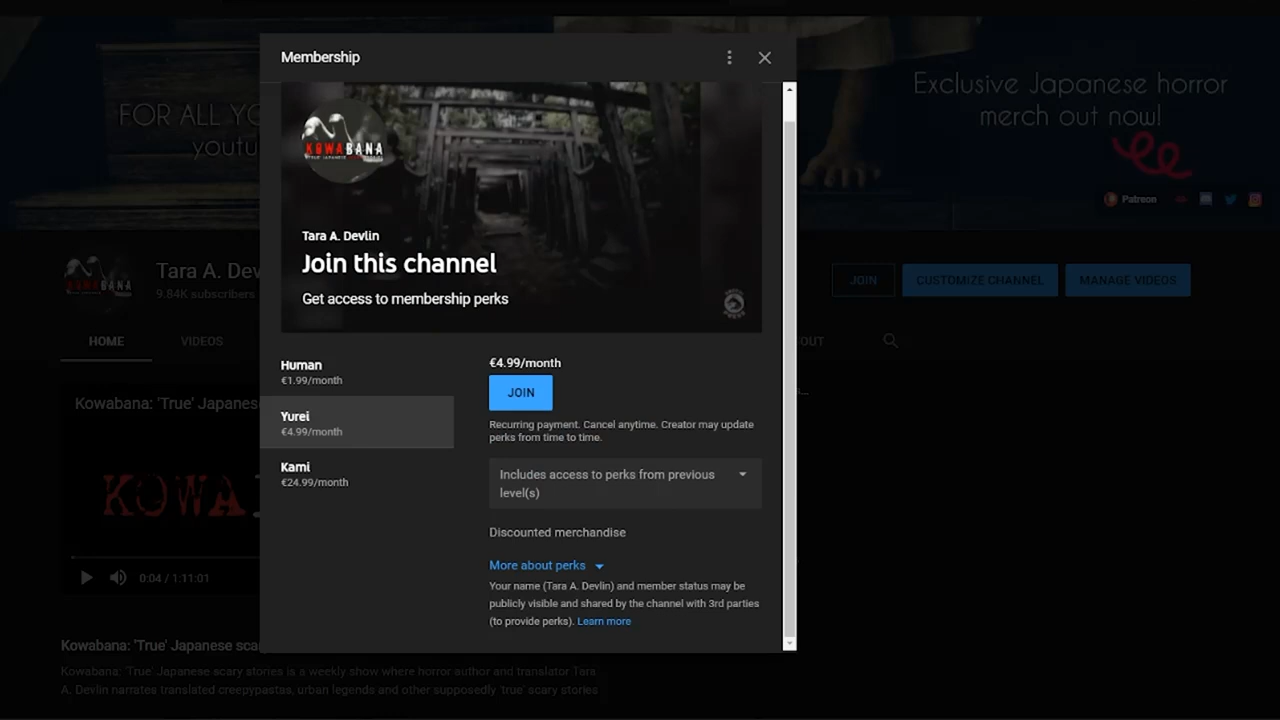 Membership
FOR ALL YO
youtu
Exclusive Japanese horror
merch out now!
Patreon
KOWABANA
Tara A. Devlin
Join this channel
Get access to membership perks
Tara A. Dev
9.84K subscribers
JOIN
CUSTOMIZE CHANNEL
MANAGE VIDEOS
HOME
VIDEOS
OUT
Human
€1.99/month
Yurei
€4.99/month
Kami
€24.99/month
€4.99/month
JOIN
Recurring payment. Cancel anytime. Creator may update
perks from time to time.
Includes access to perks from previous
level(s)
Discounted merchandise
More about perks
Your name (Tara A. Devlin) and member status may be
publicly visible and shared by the channel with 3rd parties
(to provide perks). Learn more
Kowabana: 'True' Japanes
KOWA
0:04 / 1:11:01
Kowabana: 'True' Japanese sca
Kowabana: 'True' Japanese scary stories is a weekly show where horror author and translator Tara
A. Devlin narrates translated creepypastas, urban legends and other supposedly 'true' scary stories